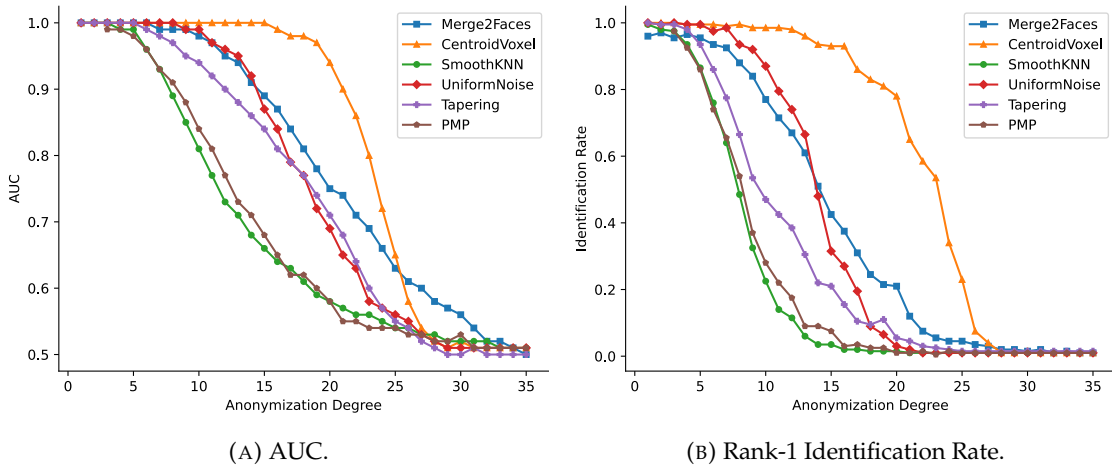 1.0
0.9
0.8
0.7
0.6
0.5
AUC
0 5 10 15 20 25 30 35
Anonymization Degree
Merge2Faces
CentroidVoxel
SmoothKNN
UniformNoise
Tapering
PMP
(A) AUC.
1.0
0.8
0.6
0.4
0.2
0.0
Identification Rate
0 5 10 15 20 25 30 35
Anonymization Degree
Merge2Faces
CentroidVoxel
SmoothKNN
UniformNoise
Tapering
PMP
(B) Rank-1 Identification Rate.